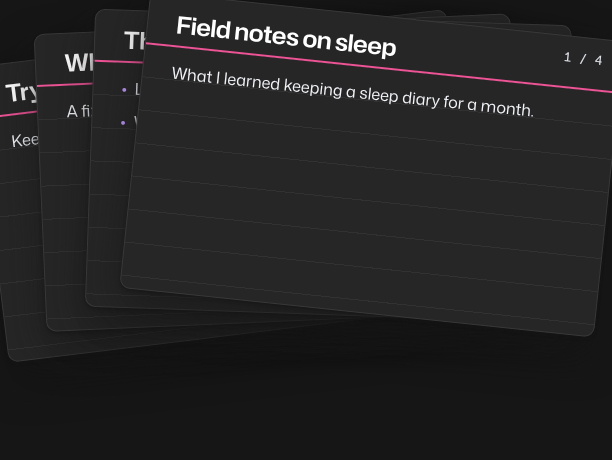 Field notes on sleep
1 / 4
What I learned keeping a sleep diary for a month.